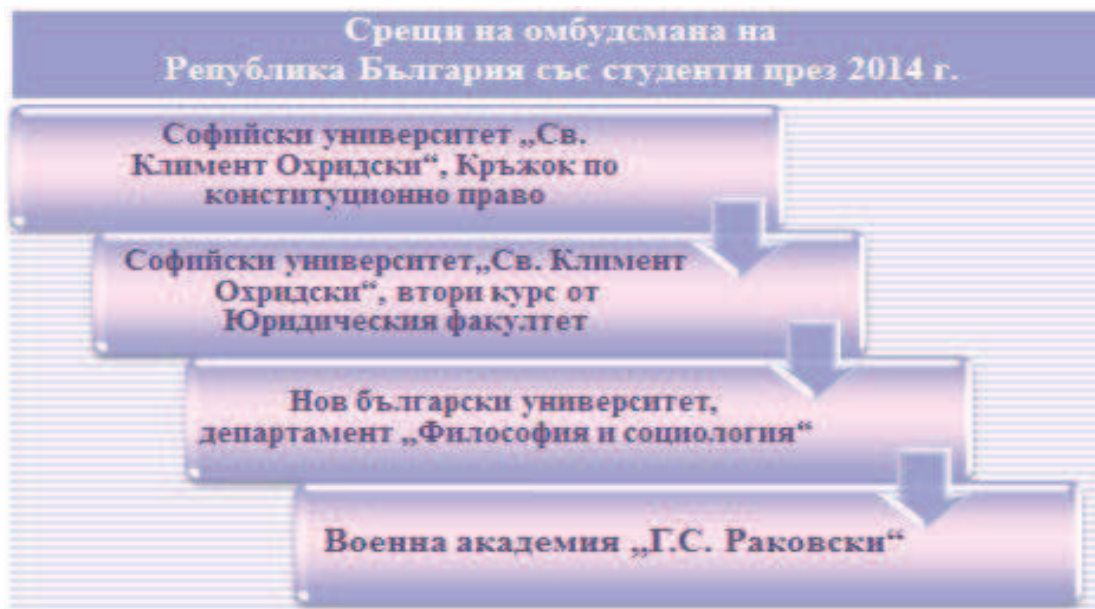 Срещи на омбудсмана на
Република България със студенти през 2014 г.
Софийски университет „Св.
Климент Охридски“, Кръжок по
конституционно право
Софийски университет„Св. Климент
Охридски“, втори курс от
Юридическия факултет
Нов български университет,
департамент „Философия и социология“
Военна академия „Г.С. Раковски“